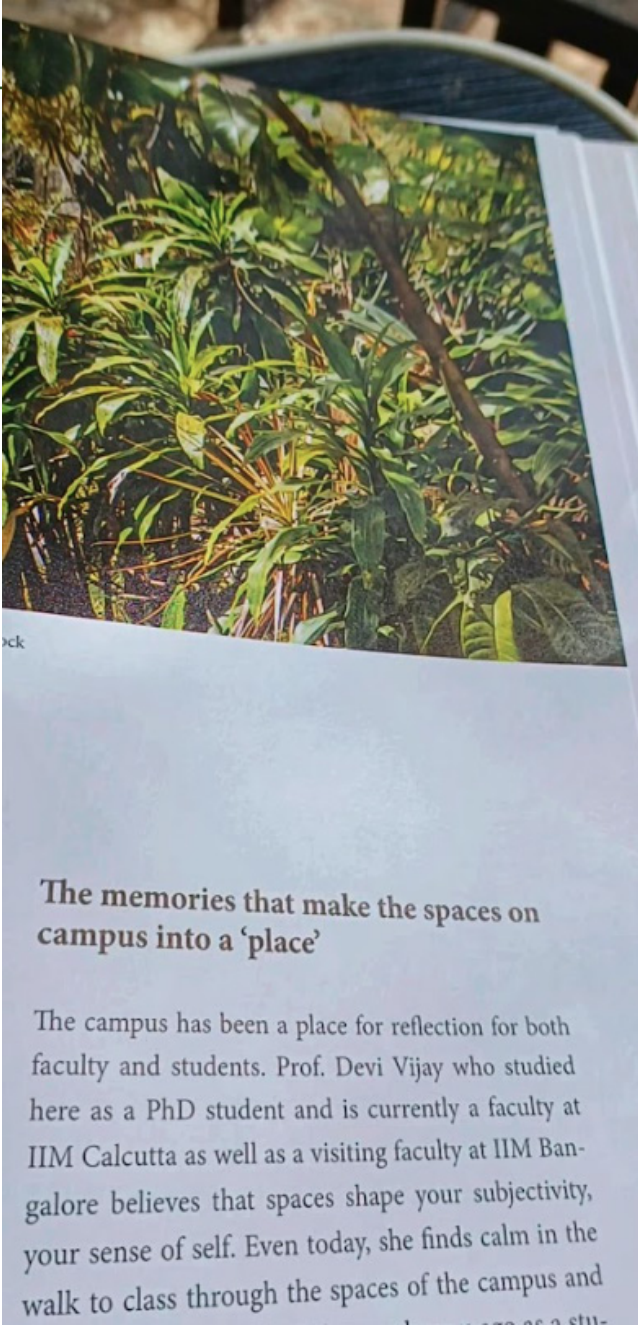 ock
The memories that make the spaces on
campus into a ‘place’
The campus has been a place for reflection for both
faculty and students. Prof. Devi Vijay who studied
here as a PhD student and is currently a faculty at
IIM Calcutta as well as a visiting faculty at IIM Ban-
galore believes that spaces shape your subjectivity,
your sense of self. Even today, she finds calm in the
walk to class through the spaces of the campus and
as a stu-